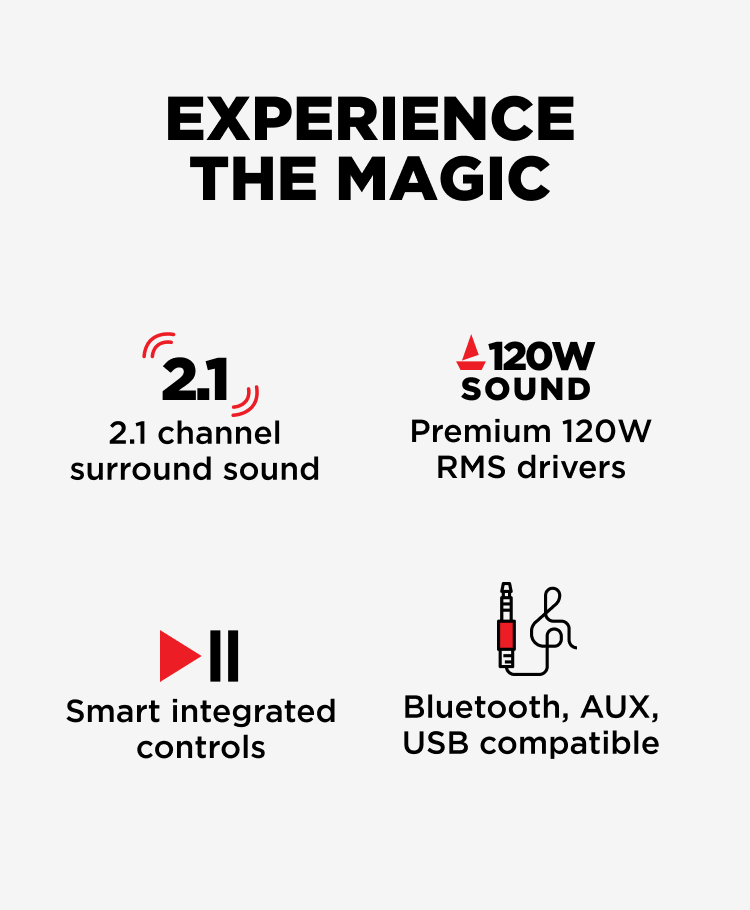 EXPERIENCE
THE MAGIC
2.1
2.1 channel
surround sound
120W
SOUND
Premium 120W
RMS drivers
Smart integrated
controls
Bluetooth, AUX,
USB compatible